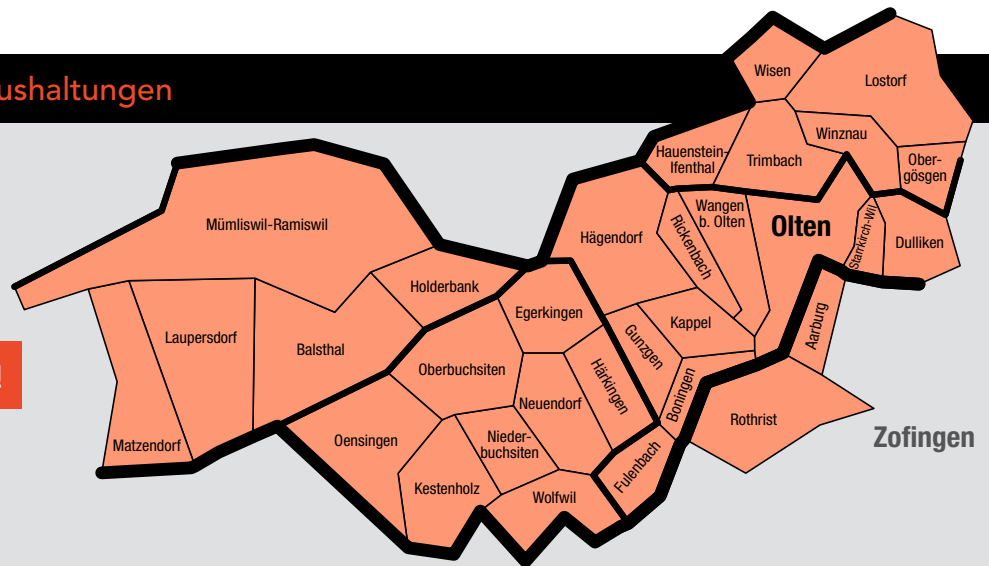 ushaltungen
Wisen
Lostorf
Winznau
Hauenstein-
Ifenthal
Trimbach
Ober-
gösgen
Mümliswil-Ramiswil
Hägendorf
Rickenbach
Wangen
b. Olten
Olten
Starrkirch-Wil
Dulliken
Holderbank
Egerkingen
Laupersdorf
Balsthal
Kappel
Gunzgen
Aarburg
Oberbuchsiten
Härkingen
Neuendorf
Boningen
Rothrist
Matzendorf
Oensingen
Nieder-
buchsiten
Zofingen
Fulenbach
Kestenholz
Wolfwil